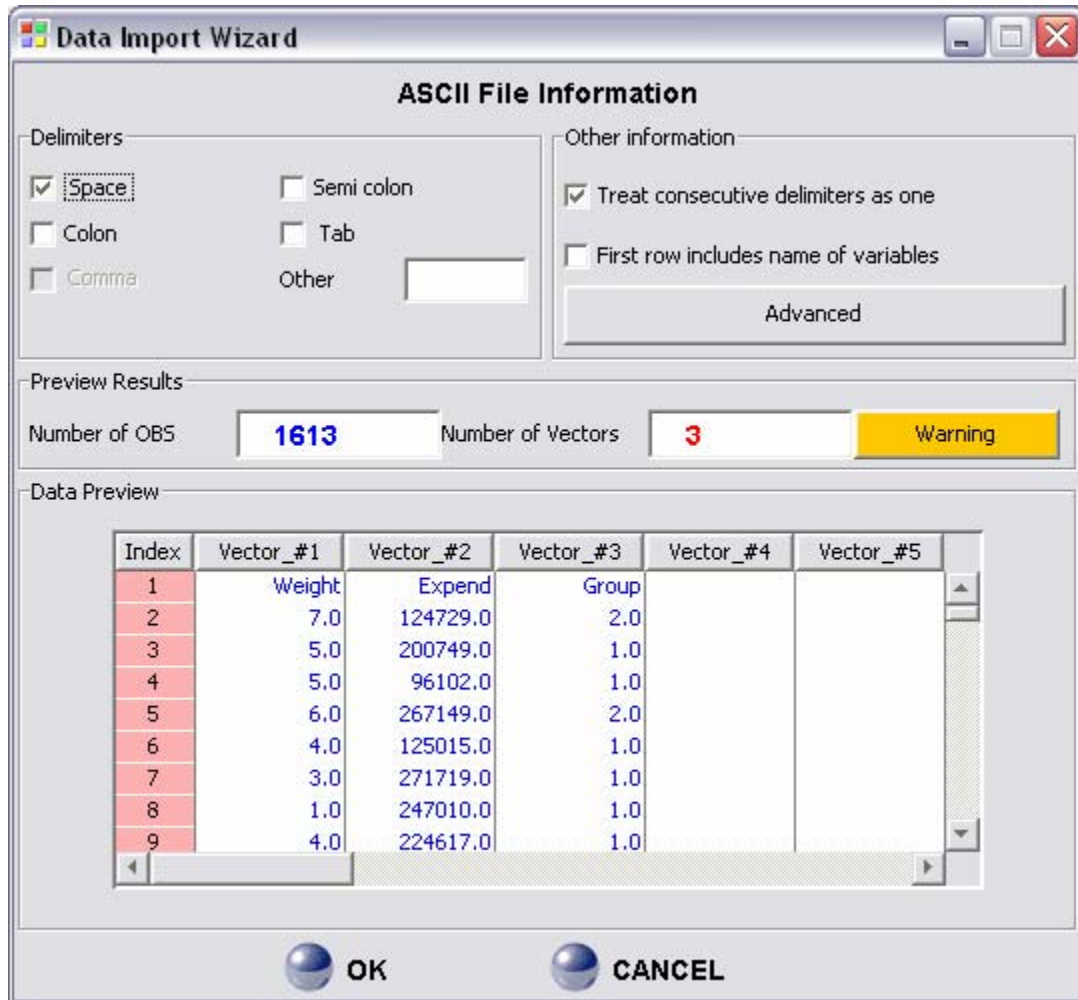 Data Import Wizard
ASCII File Information
Delimiters
Space
Semi colon
Colon
Tab
Comma
Other
Other information
Treat consecutive delimiters as one
First row includes name of variables
Advanced
Preview Results
Number of OBS 1613 Number of Vectors 3 Warning
Data Preview
Index Vector_#1 Vector_#2 Vector_#3 Vector_#4 Vector_#5
1 Weight Expend Group
2 7.0 124729.0 2.0
3 5.0 200749.0 1.0
4 5.0 96102.0 1.0
5 6.0 267149.0 2.0
6 4.0 125015.0 1.0
7 3.0 271719.0 1.0
8 1.0 247010.0 1.0
9 4.0 224617.0 1.0
OK CANCEL